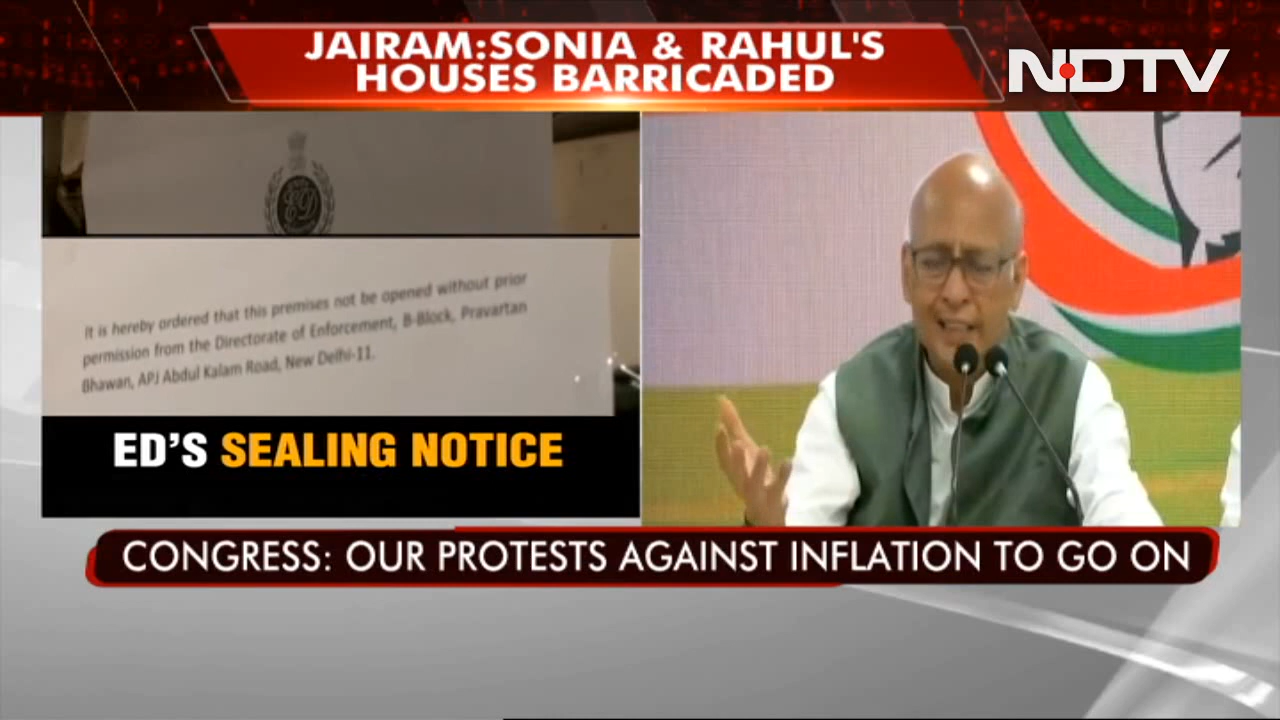 JAIRAM:SONIA & RAHUL'S
HOUSES BARRICADED
NDTV
ED
It is hereby ordered that this premises not be opened without prior
permission from the Directorate of Enforcement, B-Block, Pravartan
Bhawan, APJ Abdul Kalam Road, New Delhi-11.
ED'S SEALING NOTICE
CONGRESS: OUR PROTESTS AGAINST INFLATION TO GO ON